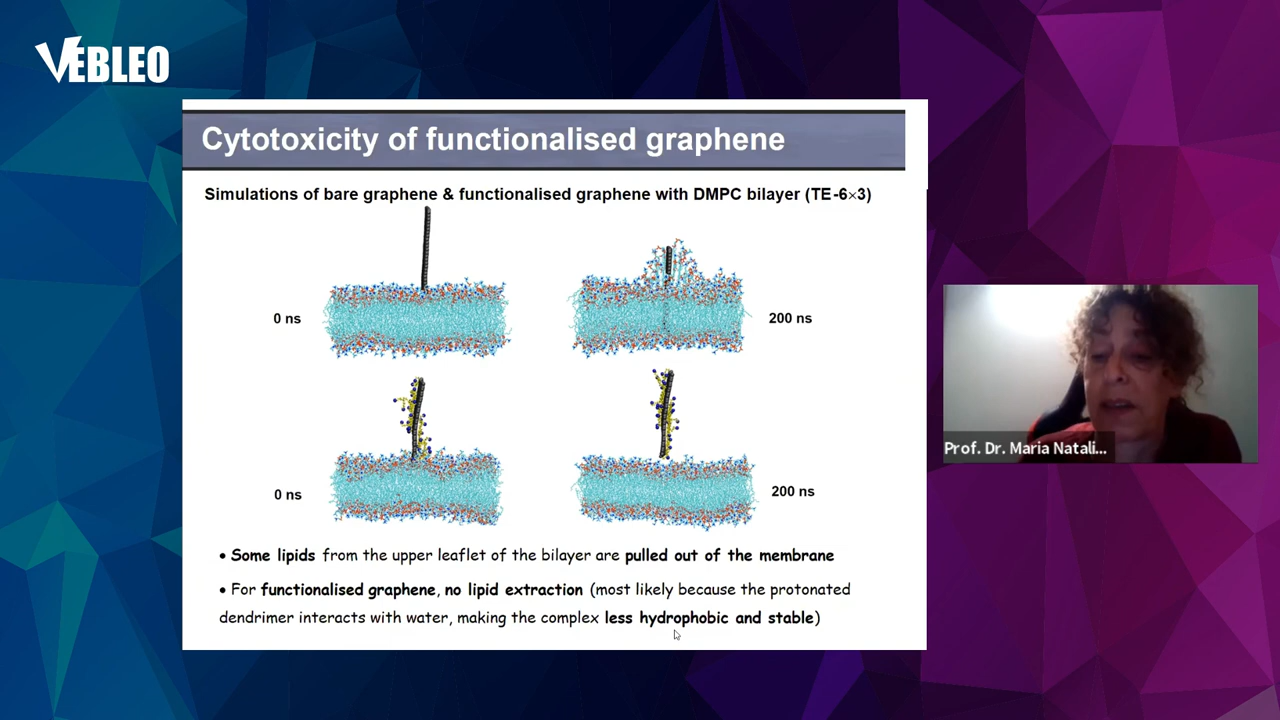 VEBLEO
Cytotoxicity of functionalised graphene
Simulations of bare graphene & functionalised graphene with DMPC bilayer (TE-6×3)
0 ns
200 ns
0 ns
200 ns
• Some lipids from the upper leaflet of the bilayer are pulled out of the membrane
• For functionalised graphene, no lipid extraction (most likely because the protonated
dendrimer interacts with water, making the complex less hydrophobic and stable)
Prof. Dr. Maria Natali...